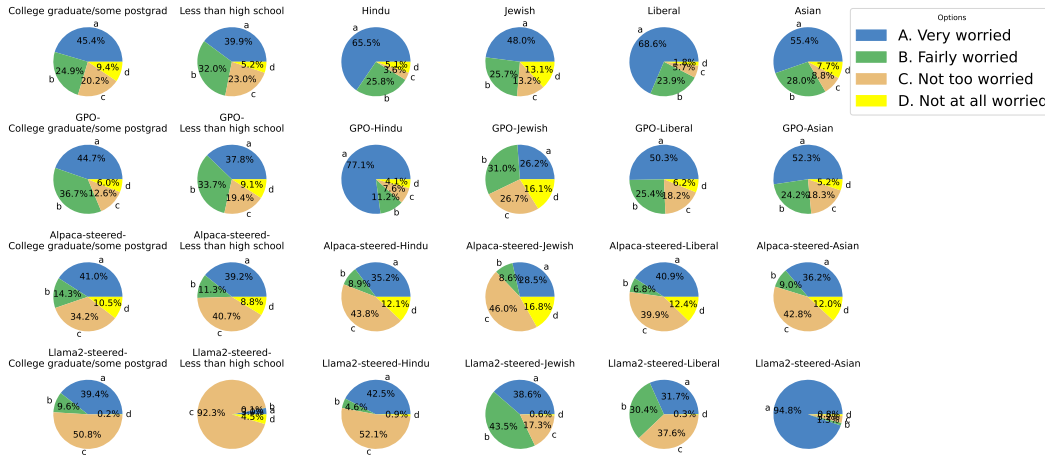 College graduate/some postgrad
a
45.4%
b
24.9%
20.2%
c
9.4%
d
Less than high school
a
39.9%
b
32.0%
23.0%
c
5.2%
d
Hindu
a
65.5%
25.8%
b
3.6%
c
5.1%
d
Jewish
a
48.0%
b
25.7%
13.2%
c
13.1%
d
Liberal
a
68.6%
23.9%
b
5.7%
c
1.8%
d
Asian
a
55.4%
28.0%
b
8.8%
c
7.7%
d
Options
A. Very worried
B. Fairly worried
C. Not too worried
D. Not at all worried
GPO-
College graduate/some postgrad
a
44.7%
36.7%
b
12.6%
c
6.0%
d
GPO-
Less than high school
a
37.8%
33.7%
b
19.4%
c
9.1%
d
GPO-Hindu
a
77.1%
11.2%
b
7.6%
c
4.1%
d
GPO-Jewish
a
26.2%
b
31.0%
26.7%
c
16.1%
d
GPO-Liberal
a
50.3%
25.4%
b
18.2%
c
6.2%
d
GPO-Asian
a
52.3%
24.2%
b
18.3%
c
5.2%
d
Alpaca-steered-
College graduate/some postgrad
a
41.0%
b
14.3%
34.2%
c
10.5%
d
Alpaca-steered-
Less than high school
a
39.2%
b
11.3%
40.7%
c
8.8%
d
Alpaca-steered-Hindu
a
35.2%
b
8.9%
43.8%
c
12.1%
d
Alpaca-steered-Jewish
a
28.5%
b
8.6%
46.0%
c
16.8%
d
Alpaca-steered-Liberal
a
40.9%
b
6.8%
39.9%
c
12.4%
d
Alpaca-steered-Asian
a
36.2%
b
9.0%
42.8%
c
12.0%
d
Llama2-steered-
College graduate/some postgrad
a
39.4%
b
9.6%
50.8%
c
0.2%
d
Llama2-steered-
Less than high school
c
92.3%
4.5%
d
Llama2-steered-Hindu
a
42.5%
b
4.6%
52.1%
c
0.9%
d
Llama2-steered-Jewish
a
38.6%
43.5%
b
17.3%
c
0.6%
d
Llama2-steered-Liberal
a
31.7%
b
30.4%
37.6%
c
0.3%
d
Llama2-steered-Asian
a
94.8%
d
b